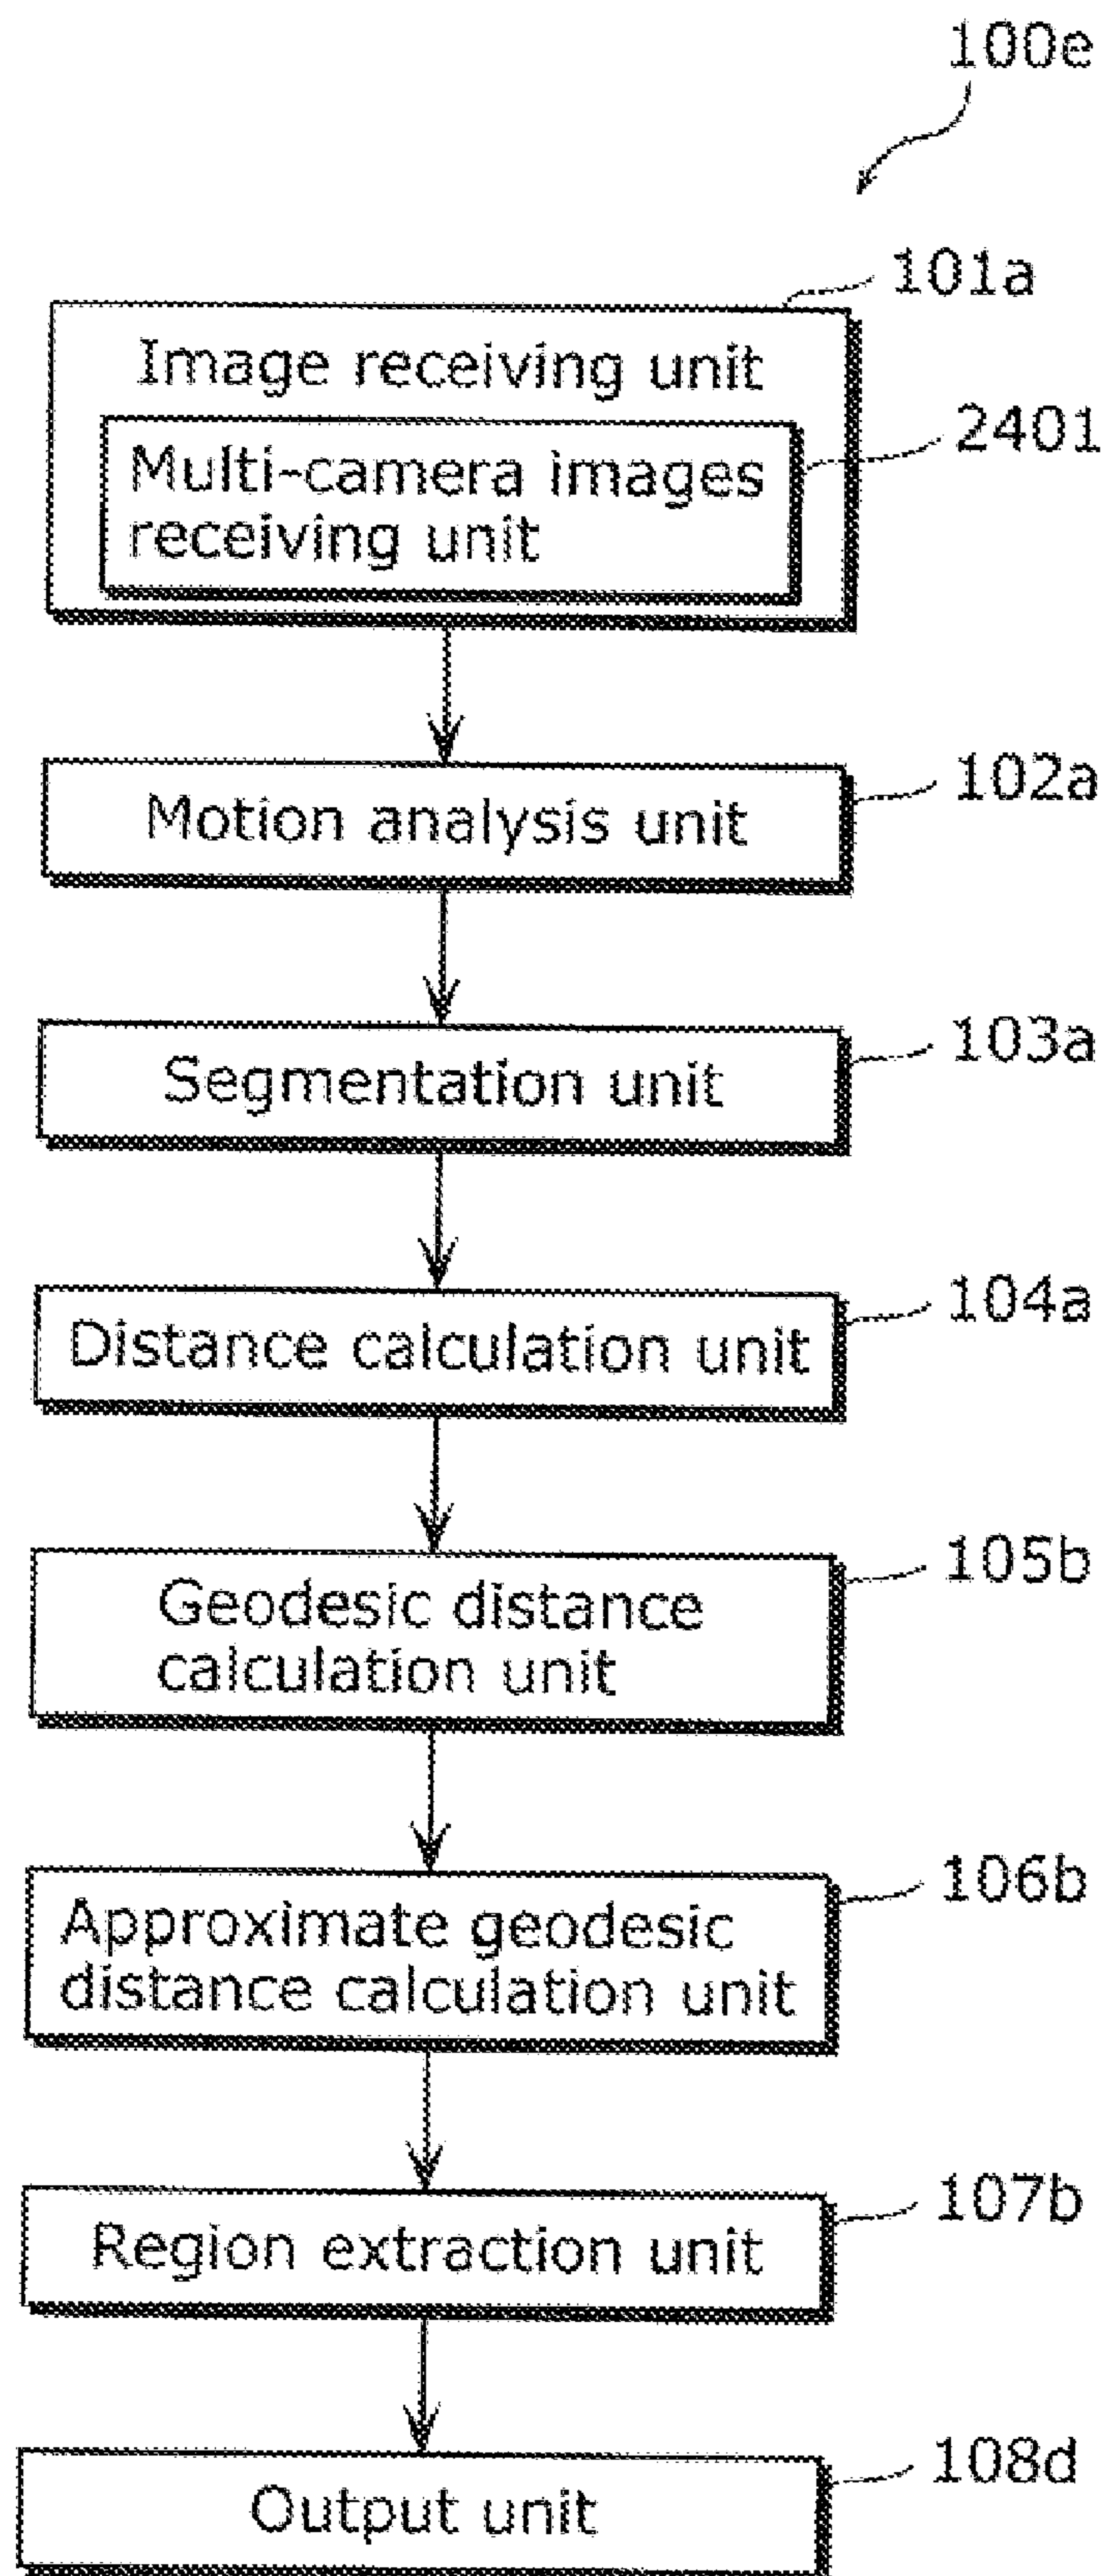 100e
101a
Image receiving unit
2401
Multi-camera images
receiving unit
102a
Motion analysis unit
103a
Segmentation unit
104a
Distance calculation unit
105b
Geodesic distance
calculation unit
106b
Approximate geodesic
distance calculation unit
107b
Region extraction unit
108d
Output unit